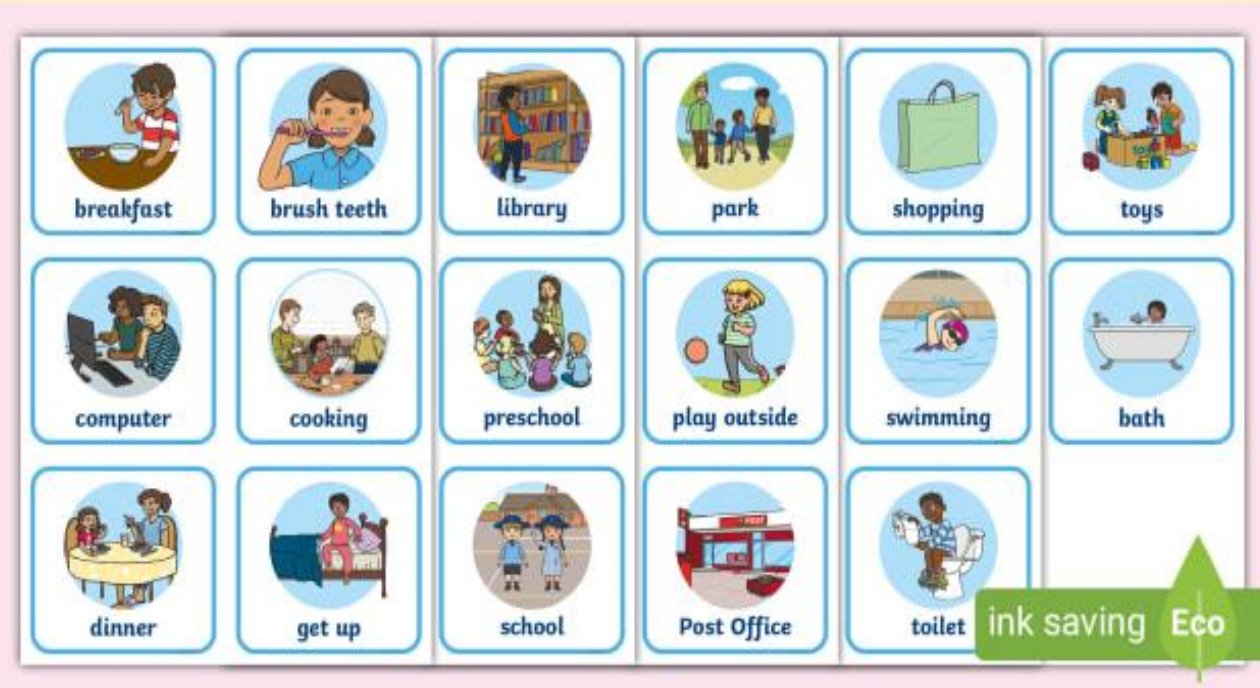 breakfast
brush teeth
library
park
shopping
toys
computer
cooking
preschool
play outside
swimming
bath
dinner
get up
school
Post Office
toilet
ink saving Eco